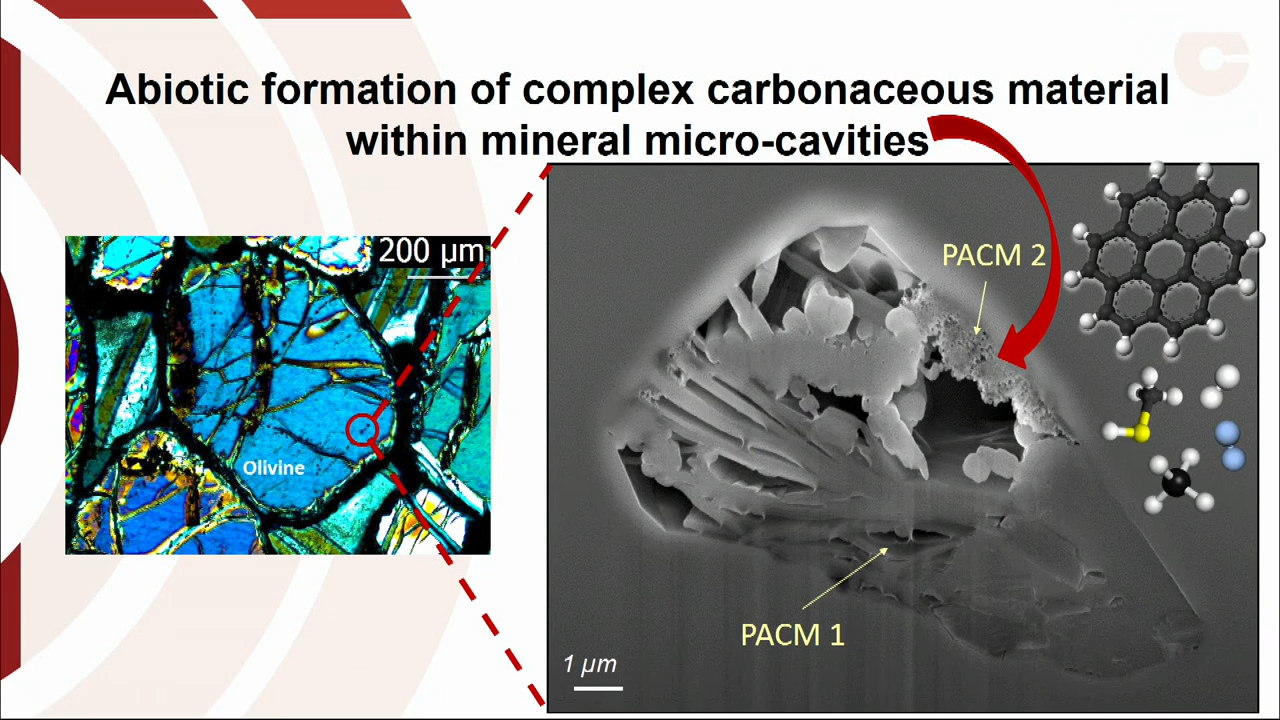 Abiotic formation of complex carbonaceous material
within mineral micro-cavities
200 µm
Olivine
PACM 2
PACM 1
1 µm